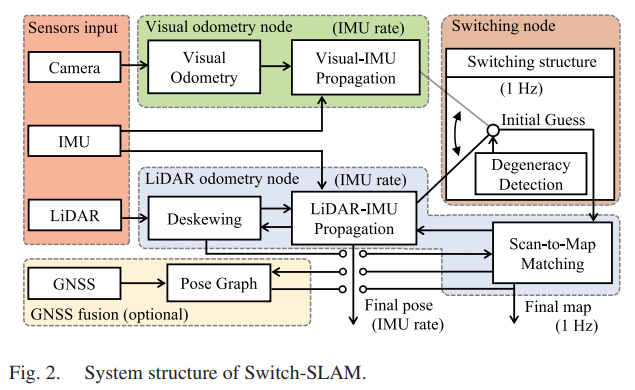 Sensors input
Camera
IMU
LiDAR
Visual odometry node
(IMU rate)
Visual
Odometry
Visual-IMU
Propagation
Switching node
Switching structure
(1 Hz)
Initial Guess
Degeneracy
Detection
LiDAR odometry node
(IMU rate)
Deskewing
LiDAR-IMU
Propagation
Scan-to-Map
Matching
GNSS
Pose Graph
GNSS fusion (optional)
Final pose
(IMU rate)
Final map
(1 Hz)
Fig. 2. System structure of Switch-SLAM.